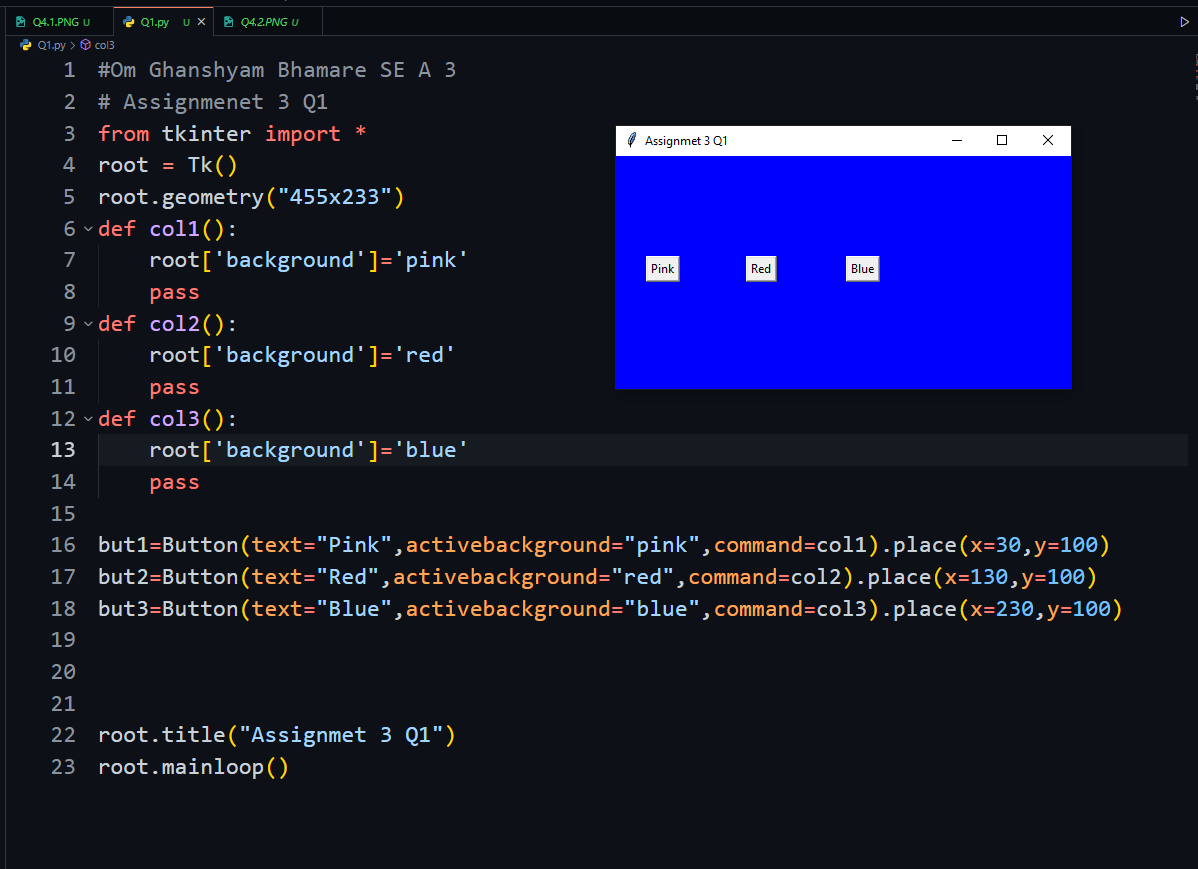 Q4.1.PNG U
Q1.py U
Q4.2.PNG U
Q1.py > col3
1 #Om Ghanshyam Bhamare SE A 3
2 # Assignmenet 3 Q1
3 from tkinter import *
4 root = Tk()
5 root.geometry("455x233")
6 def col1():
7     root['background']='pink'
8     pass
9 def col2():
10     root['background']='red'
11     pass
12 def col3():
13     root['background']='blue'
14     pass
15
16 but1=Button(text="Pink",activebackground="pink",command=col1).place(x=30,y=100)
17 but2=Button(text="Red",activebackground="red",command=col2).place(x=130,y=100)
18 but3=Button(text="Blue",activebackground="blue",command=col3).place(x=230,y=100)
19
20
21
22 root.title("Assignmet 3 Q1")
23 root.mainloop()
Assignmet 3 Q1
Pink
Red
Blue